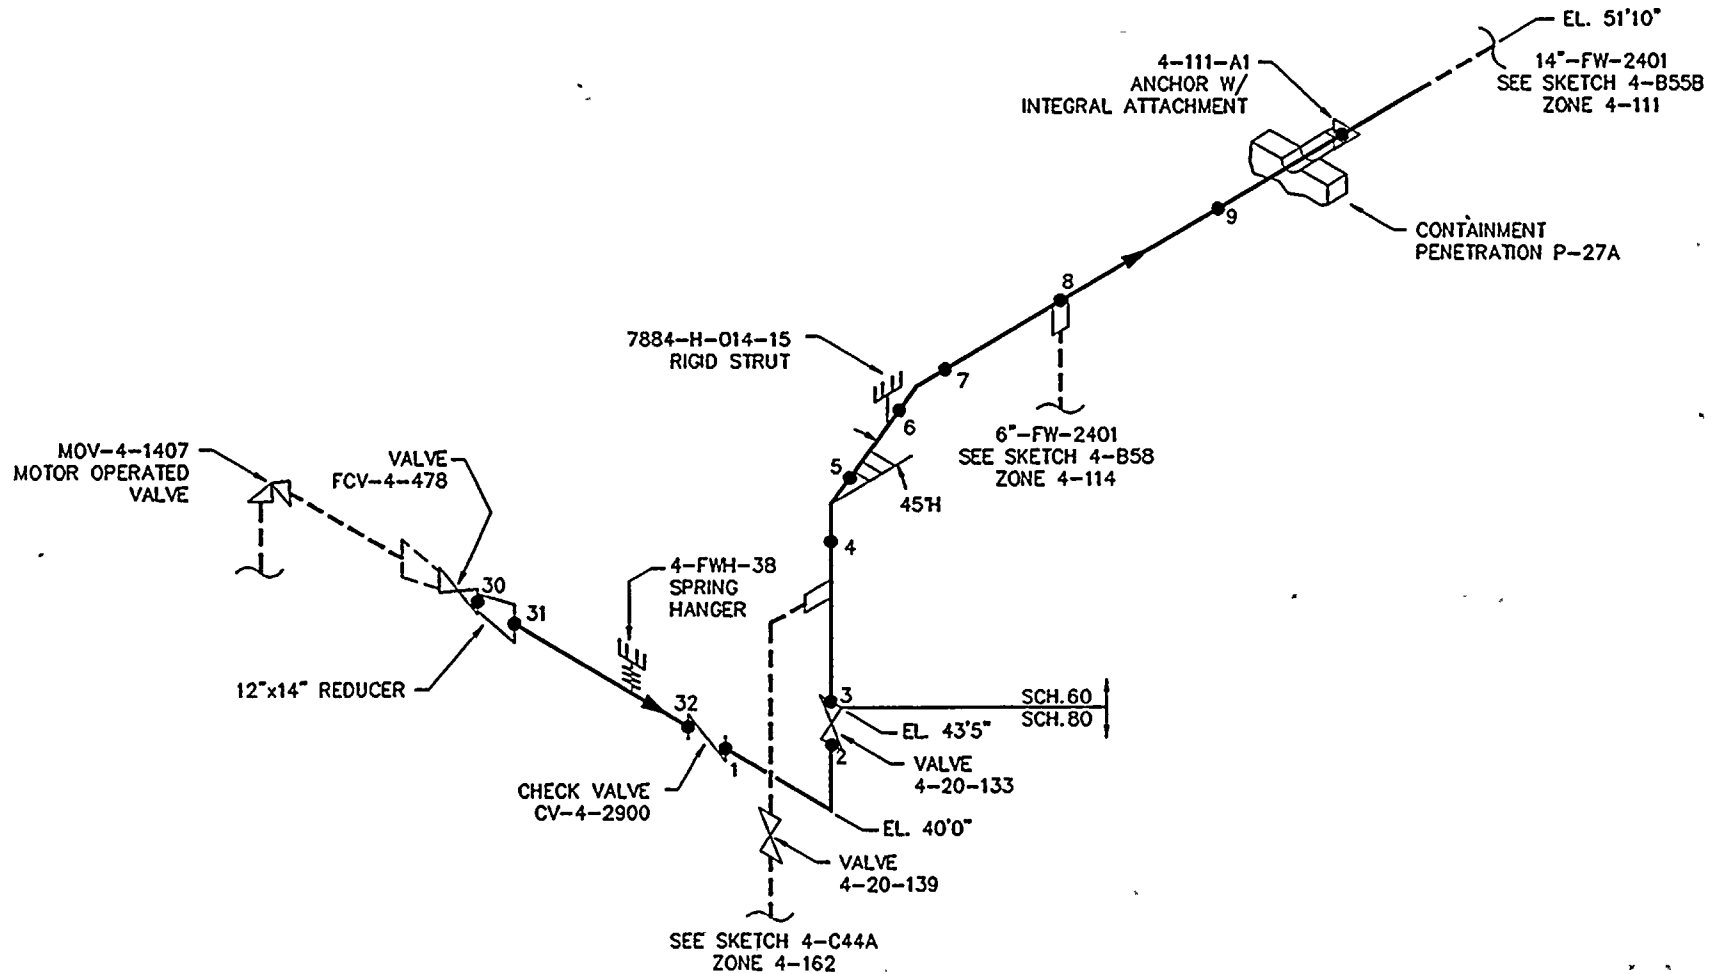 EL. 51'10"
4-111-A1
ANCHOR W/
INTEGRAL ATTACHMENT
14"-FW-2401
SEE SKETCH 4-B55B
ZONE 4-111
9
CONTAINMENT
PENETRATION P-27A
8
7884-H-014-15
RIGID STRUT
7
6
6"-FW-2401
SEE SKETCH 4-B58
ZONE 4-114
MOV-4-1407
MOTOR OPERATED
VALVE
VALVE
FCV-4-478
5
45°H
4
4-FWH-38
SPRING
HANGER
30
31
12"x14" REDUCER
32
3
SCH.60
SCH.80
EL. 43'5"
2
VALVE
4-20-133
1
CHECK VALVE
CV-4-2900
EL. 40'0"
VALVE
4-20-139
SEE SKETCH 4-C44A
ZONE 4-162